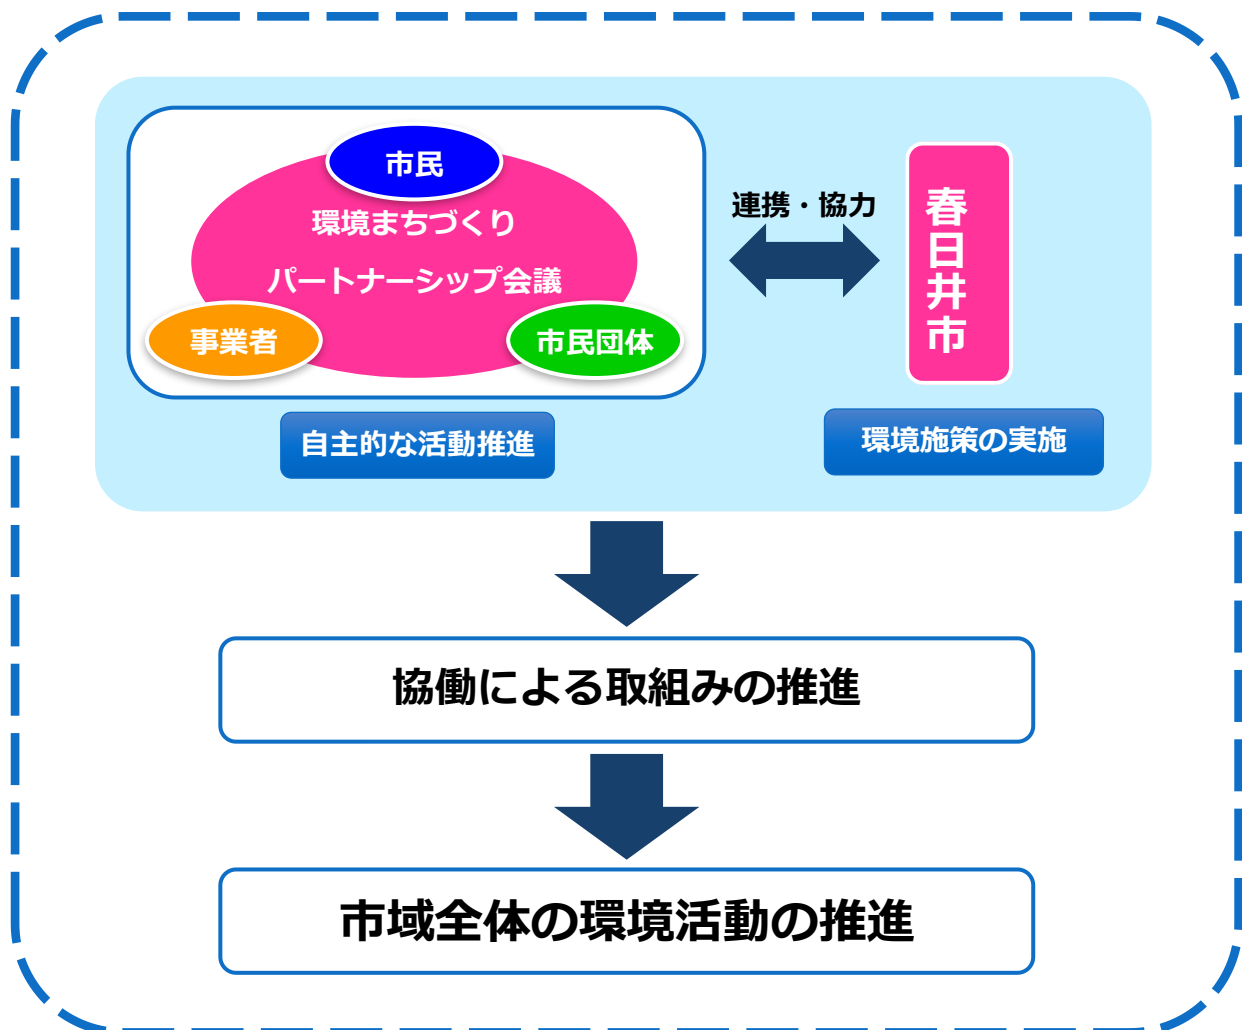 市民
環境まちづくり
パートナーシップ会議
事業者
市民団体
自主的な活動推進
連携・協力
春日井市
環境施策の実施
協働による取組みの推進
市域全体の環境活動の推進